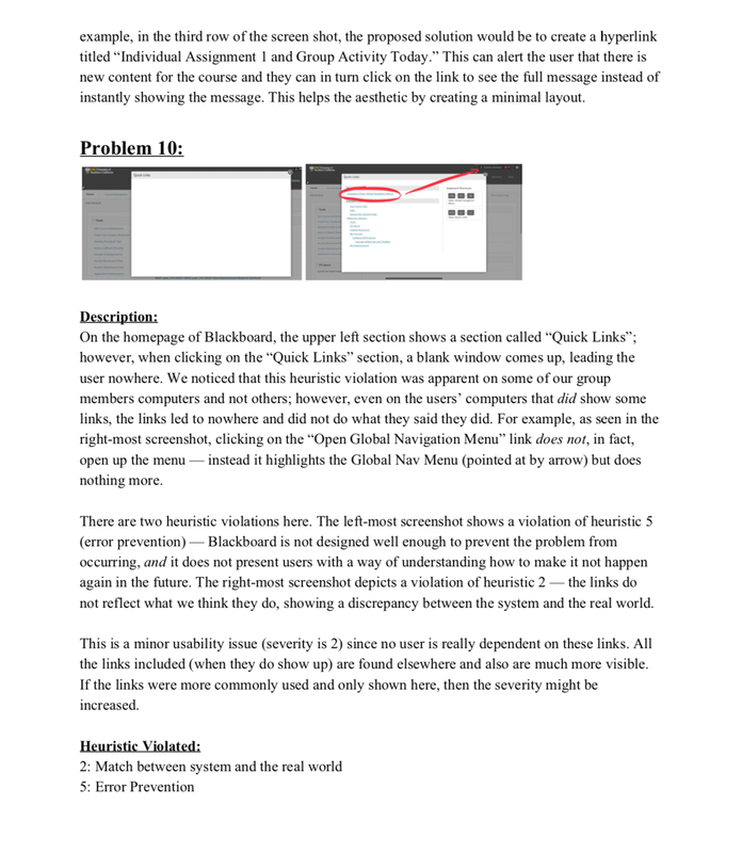 example, in the third row of the screen shot, the proposed solution would be to create a hyperlink
titled “Individual Assignment 1 and Group Activity Today.” This can alert the user that there is
new content for the course and they can in turn click on the link to see the full message instead of
instantly showing the message. This helps the aesthetic by creating a minimal layout.
Problem 10:
Quick Links
Quick Links
Description:
On the homepage of Blackboard, the upper left section shows a section called “Quick Links”;
however, when clicking on the “Quick Links” section, a blank window comes up, leading the
user nowhere. We noticed that this heuristic violation was apparent on some of our group
members computers and not others; however, even on the users’ computers that did show some
links, the links led to nowhere and did not do what they said they did. For example, as seen in the
right-most screenshot, clicking on the “Open Global Navigation Menu” link does not, in fact,
open up the menu — instead it highlights the Global Nav Menu (pointed at by arrow) but does
nothing more.
There are two heuristic violations here. The left-most screenshot shows a violation of heuristic 5
(error prevention) — Blackboard is not designed well enough to prevent the problem from
occurring, and it does not present users with a way of understanding how to make it not happen
again in the future. The right-most screenshot depicts a violation of heuristic 2 — the links do
not reflect what we think they do, showing a discrepancy between the system and the real world.
This is a minor usability issue (severity is 2) since no user is really dependent on these links. All
the links included (when they do show up) are found elsewhere and also are much more visible.
If the links were more commonly used and only shown here, then the severity might be
increased.
Heuristic Violated:
2: Match between system and the real world
5: Error Prevention